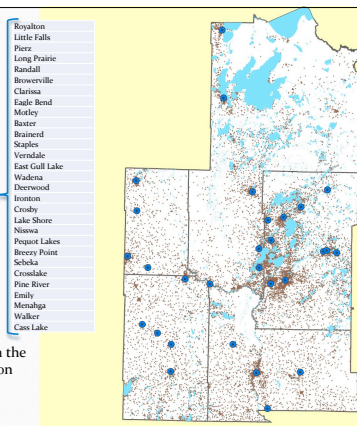 Royalton
Little Falls
Pierz
Long Prairie
Randall
Browerville
Clarissa
Eagle Bend
Motley
Baxter
Brainerd
Staples
Verndale
East Gull Lake
Wadena
Deerwood
Ironton
Crosby
Lake Shore
Nisswa
Pequot Lakes
Breezy Point
Sebeka
Crosslake
Pine River
Emily
Menahga
Walker
Cass Lake
the
on